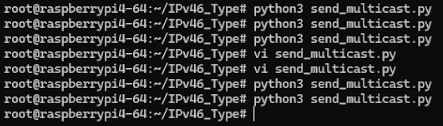 root@raspberrypi4-64:~/IPv46_Type# python3 send_multicast.py
root@raspberrypi4-64:~/IPv46_Type# python3 send_multicast.py
root@raspberrypi4-64:~/IPv46_Type# python3 send_multicast.py
root@raspberrypi4-64:~/IPv46_Type# vi send_multicast.py
root@raspberrypi4-64:~/IPv46_Type# vi send_multicast.py
root@raspberrypi4-64:~/IPv46_Type# python3 send_multicast.py
root@raspberrypi4-64:~/IPv46_Type# python3 send_multicast.py
root@raspberrypi4-64:~/IPv46_Type#